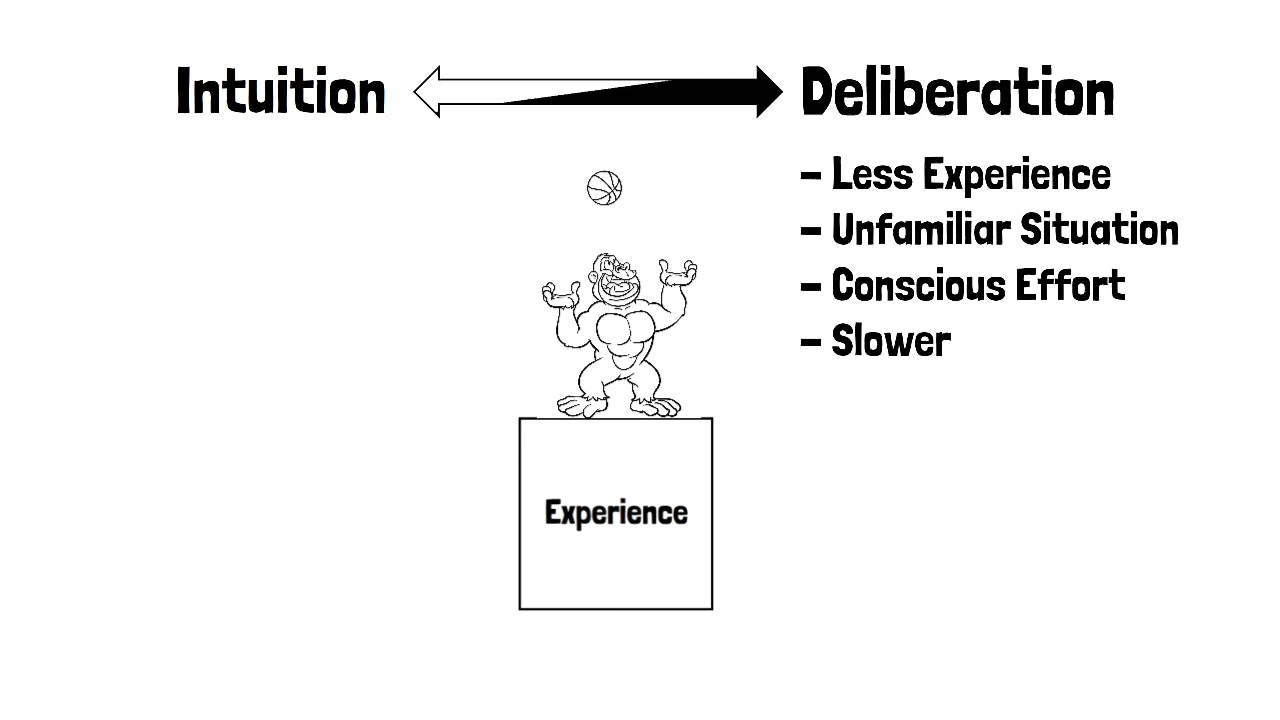 Intuition
Deliberation
– Less Experience
– Unfamiliar Situation
– Conscious Effort
– Slower
Experience